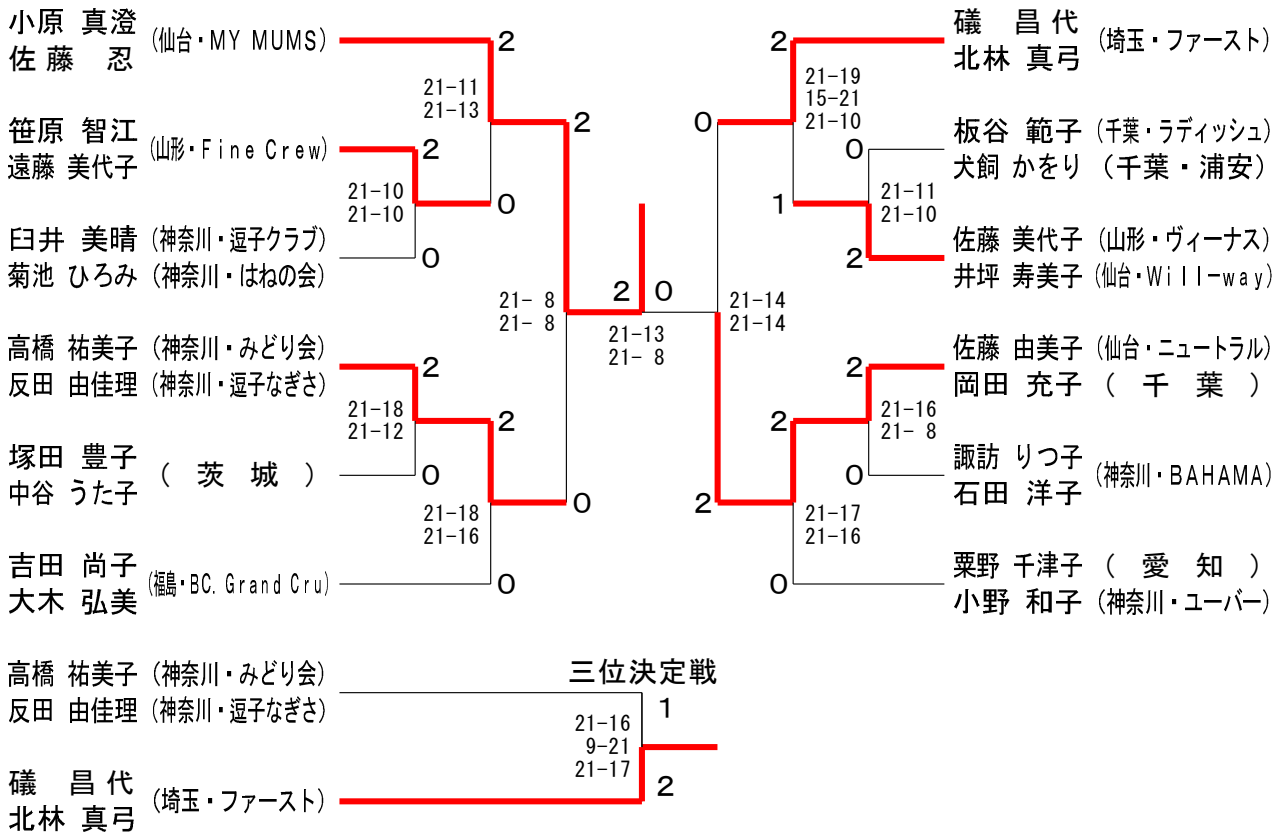 小原 真澄
佐藤 忍
(仙台・MY MUMS)
2
21-11
21-13
笹原 智江
遠藤 美代子
(山形・Fine Crew)
2
2
21-10
21-10
0
臼井 美晴 (神奈川・逗子クラブ)
菊池 ひろみ (神奈川・はねの会)
0
21- 8
21- 8
高橋 祐美子 (神奈川・みどり会)
反田 由佳理 (神奈川・逗子なぎさ)
2
21-18
21-12
2
塚田 豊子
中谷 うた子
(茨城)
0
0
21-18
21-16
吉田 尚子
大木 弘美
(福島・BC. Grand Cru)
0
2 0
21-13
21- 8
2
礒 昌代
北林 真弓
(埼玉・ファースト)
21-19
15-21
21-10
0
板谷 範子 (千葉・ラディッシュ)
犬飼 かをり (千葉・浦安)
0
21-11
21-10
1
佐藤 美代子 (山形・ヴィーナス)
井坪 寿美子 (仙台・Will-way)
2
21-14
21-14
佐藤 由美子 (仙台・ニュートラル)
岡田 充子 (千葉)
2
21-16
21- 8
2
諏訪 りつ子
石田 洋子
(神奈川・BAHAMA)
0
2
21-17
21-16
粟野 千津子 (愛知)
小野 和子 (神奈川・ユーバー)
0
三位決定戦
高橋 祐美子 (神奈川・みどり会)
反田 由佳理 (神奈川・逗子なぎさ)
1
21-16
9-21
21-17
礒 昌代
北林 真弓
(埼玉・ファースト)
2